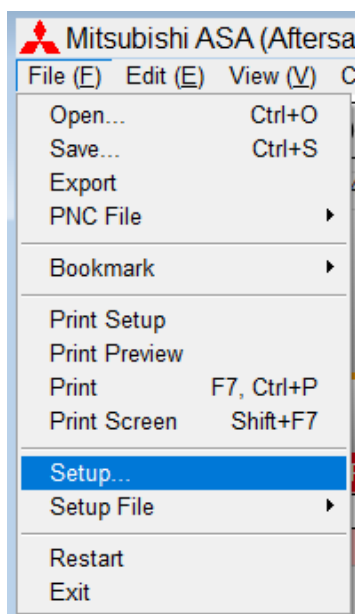 Mitsubishi ASA (Aftersa
File (F) Edit (E) View (V) C
Open... Ctrl+O
Save... Ctrl+S
Export
PNC File
Bookmark
Print Setup
Print Preview
Print F7, Ctrl+P
Print Screen Shift+F7
Setup...
Setup File
Restart
Exit